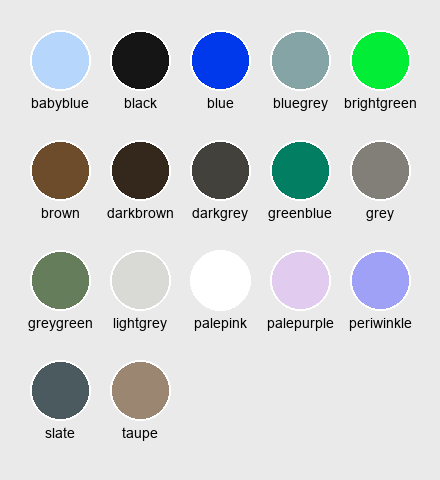 babyblue black blue bluegrey brightgreen
brown darkbrown darkgrey greenblue grey
greygreen lightgrey palepink palepurple periwinkle
slate taupe